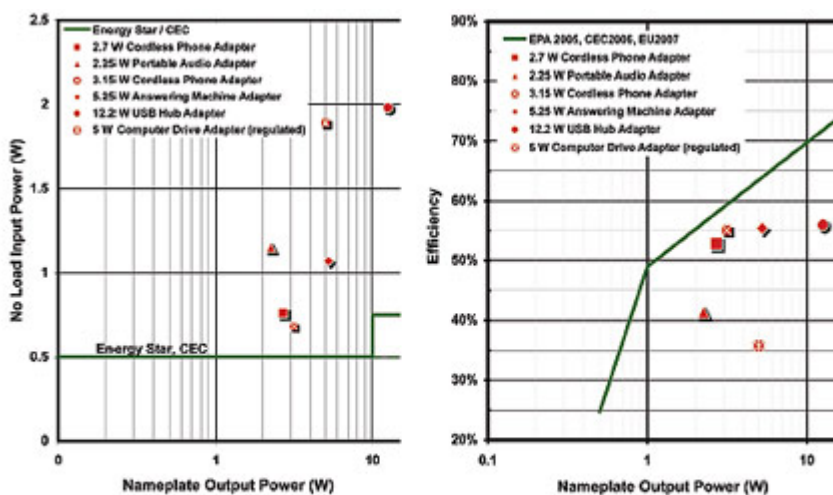 2.5
2
1.5
1
0.5
0
No Load Input Power (W)
Energy Star / CEC
2.7 W Cordless Phone Adapter
2.25 W Portable Audio Adapter
3.15 W Cordless Phone Adapter
5.25 W Answering Machine Adapter
12.2 W USB Hub Adapter
5 W Computer Drive Adapter (regulated)
Energy Star, CEC
0
1
10
Nameplate Output Power (W)
90%
80%
70%
60%
50%
40%
30%
20%
Efficiency
EPA 2005, CEC2006, EU2007
2.7 W Cordless Phone Adapter
2.25 W Portable Audio Adapter
3.15 W Cordless Phone Adapter
5.25 W Answering Machine Adapter
12.2 W USB Hub Adapter
5 W Computer Drive Adapter (regulated)
0.1
1
10
Nameplate Output Power (W)